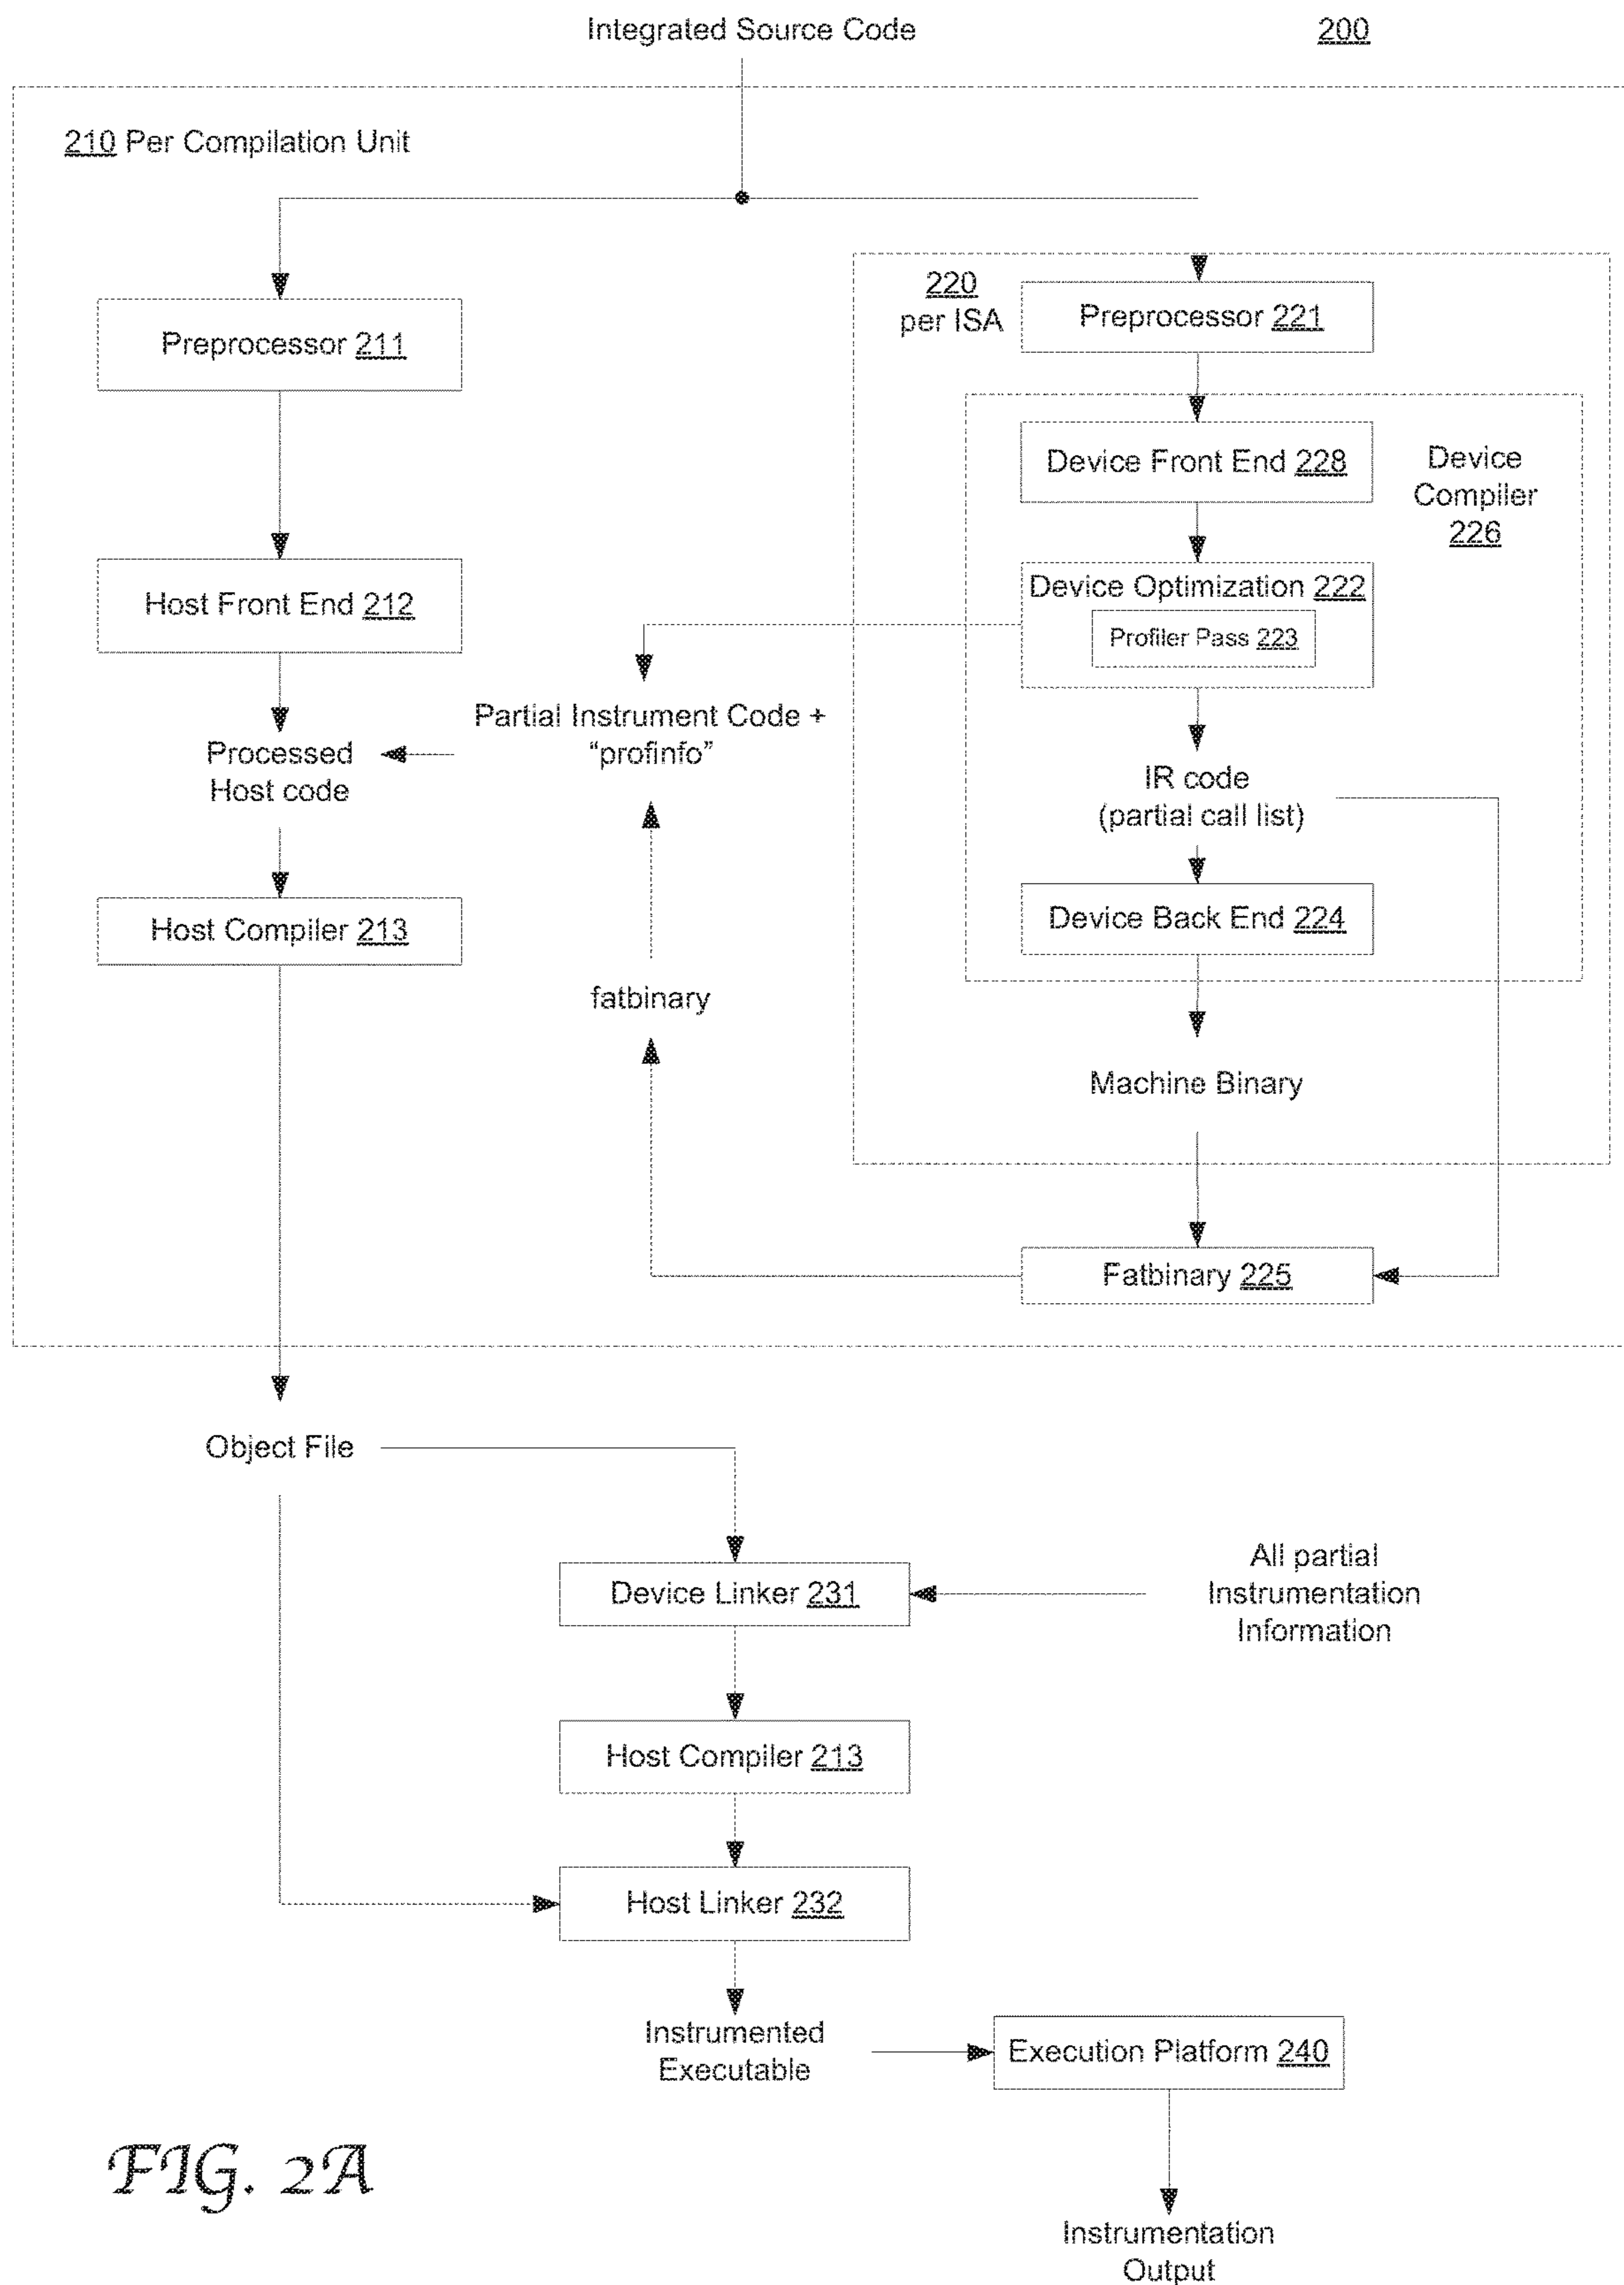 Integrated Source Code
200
210 Per Compilation Unit
220
per ISA
Preprocessor 211
Preprocessor 221
Device Front End 228
Device
Compiler
226
Host Front End 212
Device Optimization 222
Profiler Pass 223
Partial Instrument Code +
"profinfo"
Processed
Host code
IR code
(partial call list)
Host Compiler 213
Device Back End 224
fatbinary
Machine Binary
Fatbinary 225
Object File
Device Linker 231
All partial
Instrumentation
Information
Host Compiler 213
Host Linker 232
Instrumented
Executable
Execution Platform 240
FIG. 2A
Instrumentation
Output